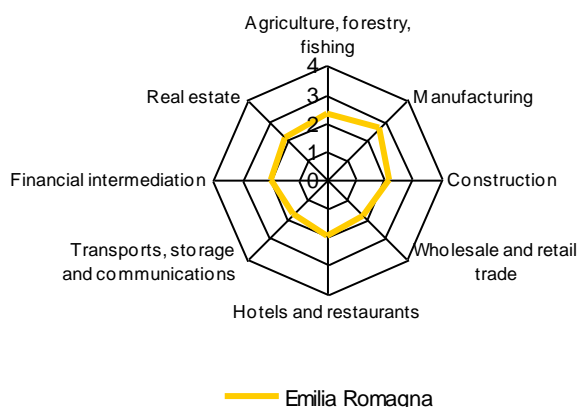 Agriculture, forestry,
fishing
4
3
2
1
0
Real estate
Manufacturing
Financial intermediation
Construction
Transports, storage
and communications
Wholesale and retail
trade
Hotels and restaurants
Emilia Romagna